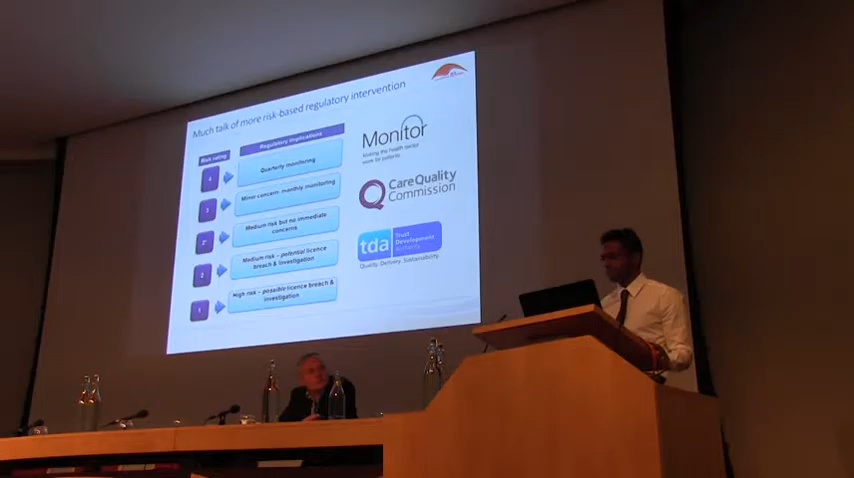 Much talk of more risk-based regulatory intervention
Risk rating
Regulatory implications
4
Quarterly monitoring
3
Minor concern- monthly monitoring
2*
Medium risk but no immediate
concerns
2
Medium risk – potential licence
breach & investigation
1
High risk – possible licence breach &
investigation
Monitor
Making the health sector
work for patients
CareQuality
Commission
tda
Trust
Development
Authority
Quality. Delivery. Sustainability.